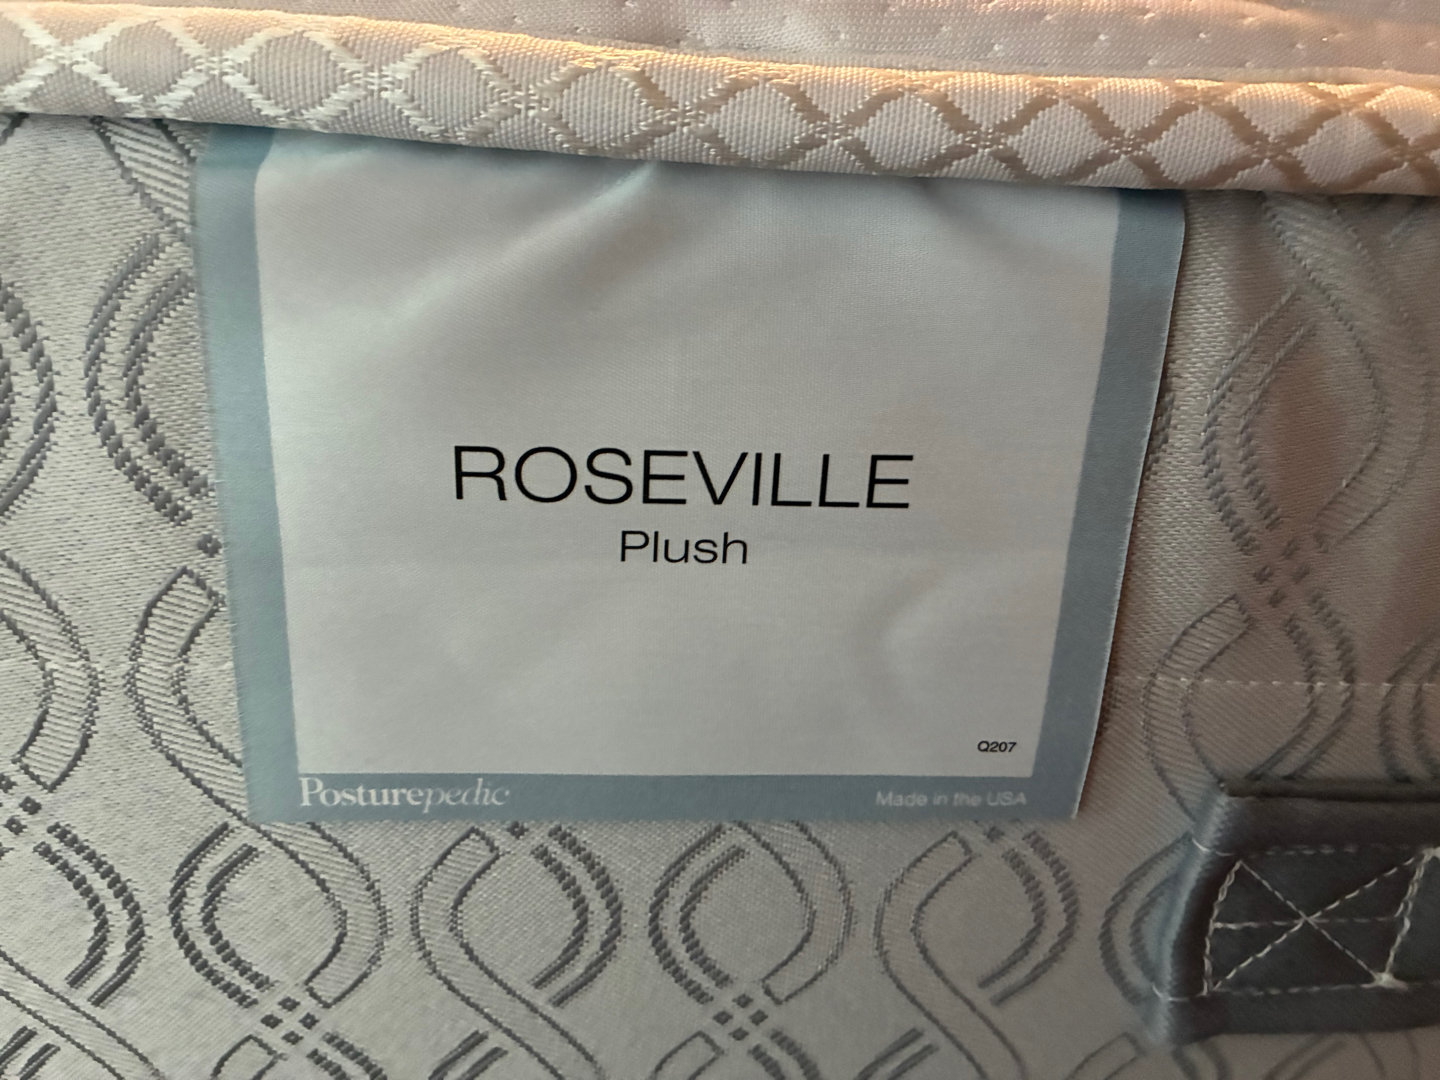 ROSEVILLE
Plush
Q207
Posturepedic
Made in the USA